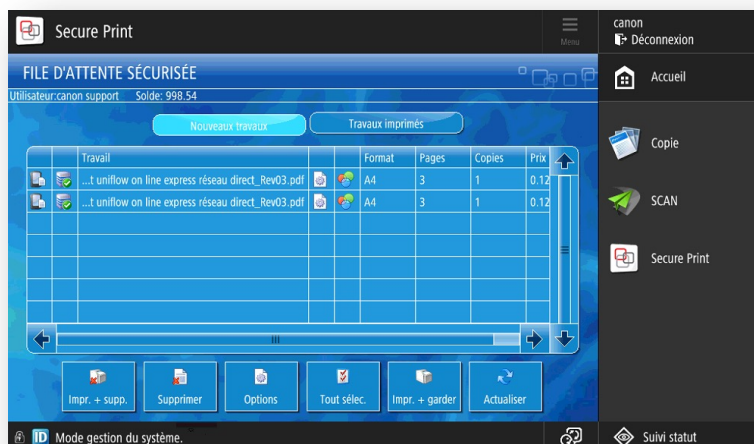 Secure Print
Menu
canon
Déconnexion
FILE D'ATTENTE SÉCURISÉE
Utilisateur:canon support Solde: 998.54
Nouveaux travaux Travaux imprimés
Travail Format Pages Copies Prix
...t uniflow on line express réseau direct_Rev03.pdf A4 3 1 0.12
...t uniflow on line express réseau direct_Rev03.pdf A4 3 1 0.12
Impr. + supp. Supprimer Options Tout sélec. Impr. + garder Actualiser
ID Mode gestion du système.
Accueil
Copie
SCAN
Secure Print
Suivi statut